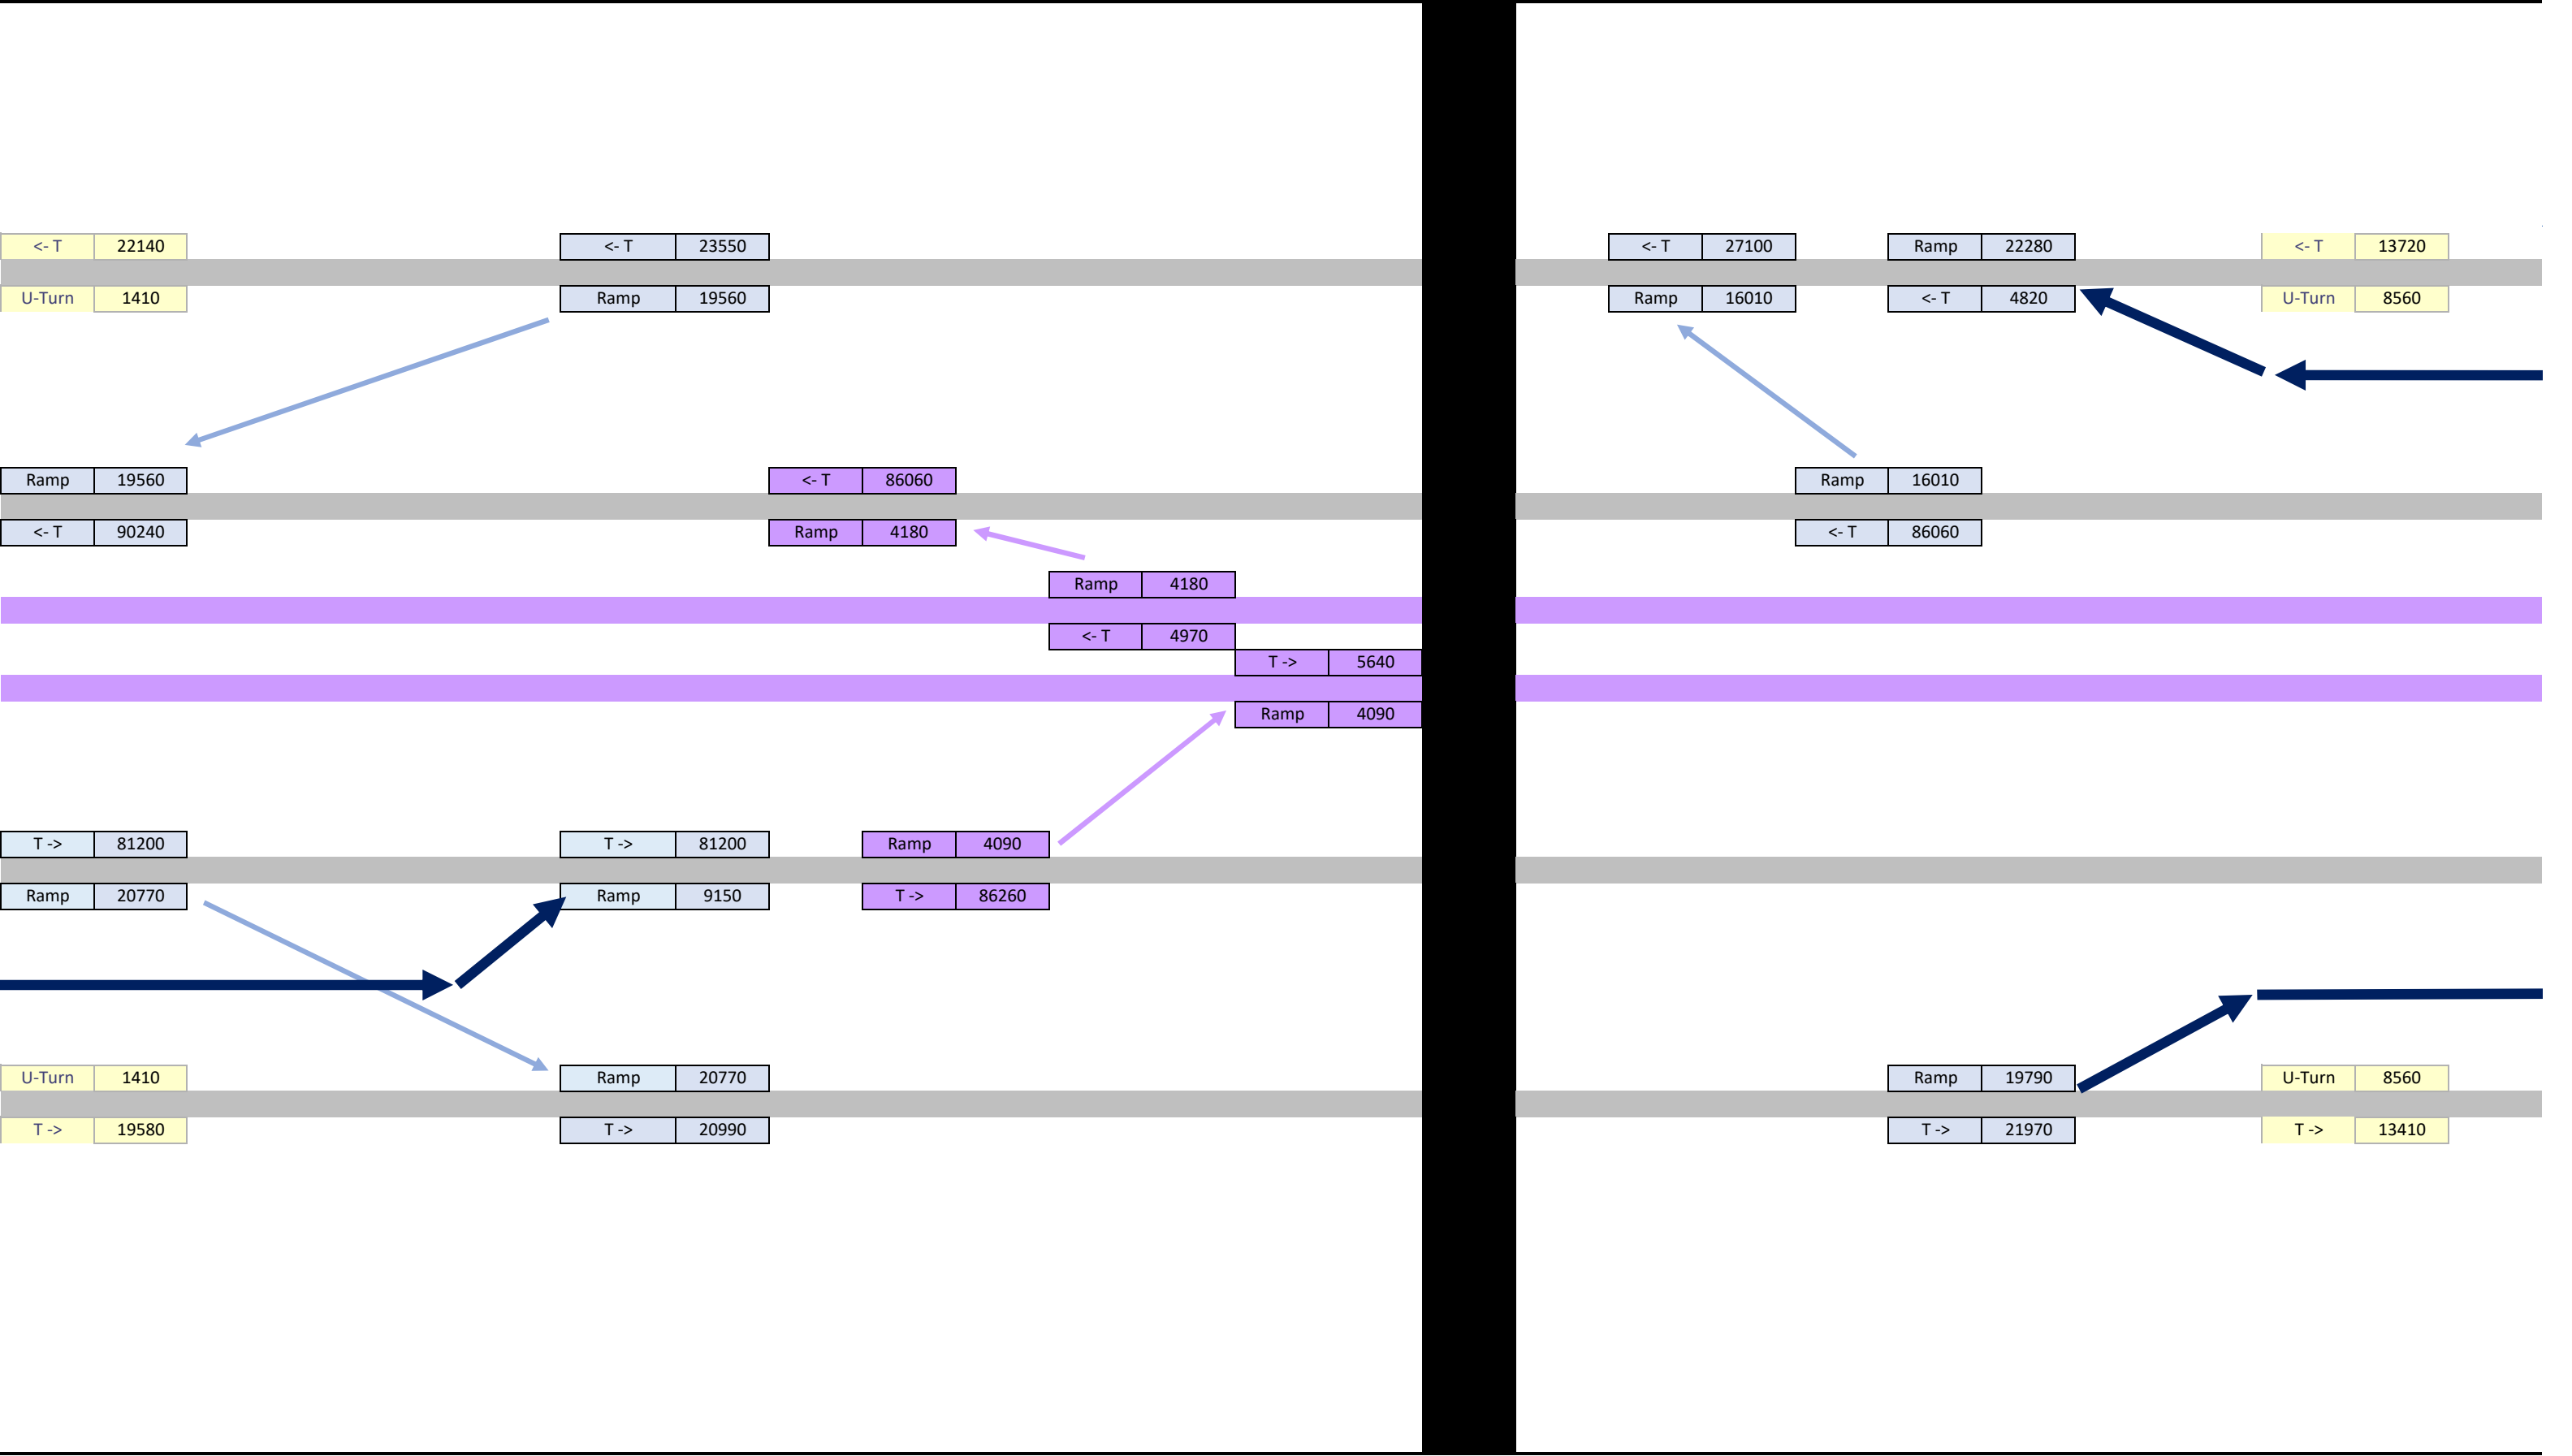 <- T 22140 <- T 23550 <- T 27100 Ramp 22280 <- T 13720
U-Turn 1410 Ramp 19560 Ramp 16010 <- T 4820 U-Turn 8560
Ramp 19560 <- T 86060 Ramp 16010
<- T 90240 Ramp 4180 <- T 86060
Ramp 4180
<- T 4970
T -> 5640
Ramp 4090
T -> 81200 T -> 81200 Ramp 4090
Ramp 20770 Ramp 9150 T -> 86260
U-Turn 1410 Ramp 20770 Ramp 19790 U-Turn 8560
T -> 19580 T -> 20990 T -> 21970 T -> 13410